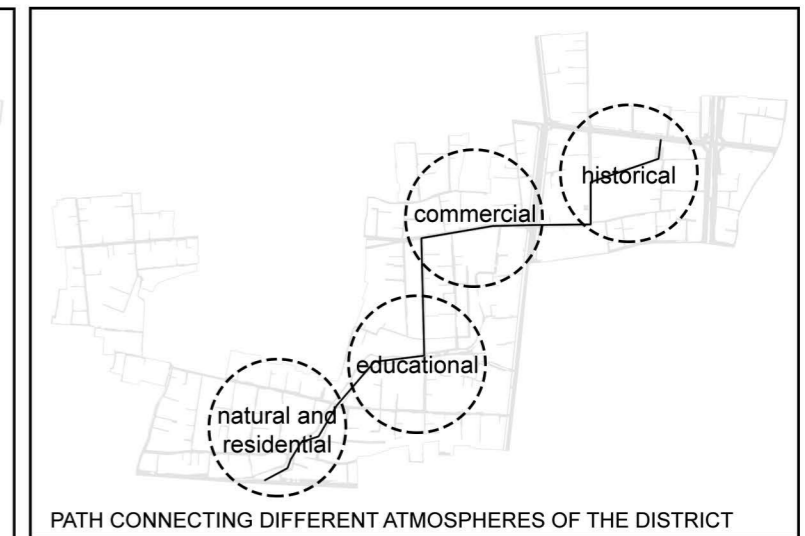 historical
commercial
educational
natural and
residential
PATH CONNECTING DIFFERENT ATMOSPHERES OF THE DISTRICT